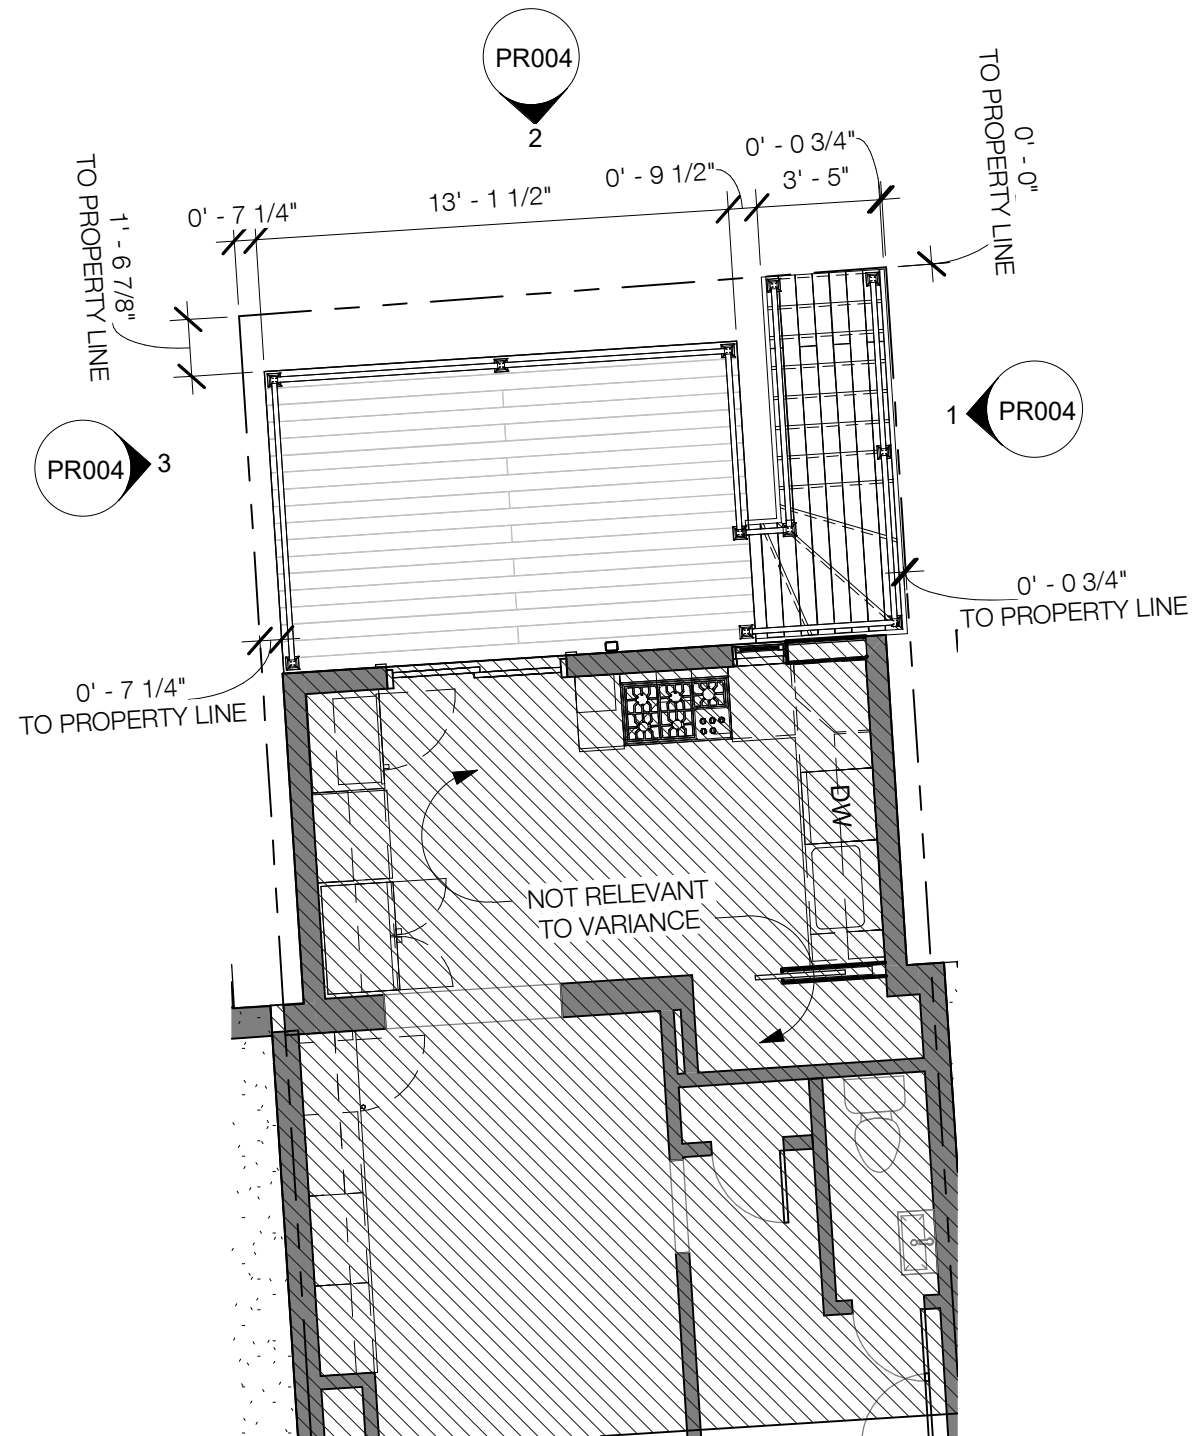 PR004
2
0' - 0 3/4"
3' - 5"
0' - 9 1/2"
13' - 1 1/2"
0' - 7 1/4"
1' - 6 7/8"
TO PROPERTY LINE
0' - 0"
TO PROPERTY LINE
1
PR004
PR004
3
0' - 0 3/4"
TO PROPERTY LINE
0' - 7 1/4"
TO PROPERTY LINE
DW
NOT RELEVANT
TO VARIANCE